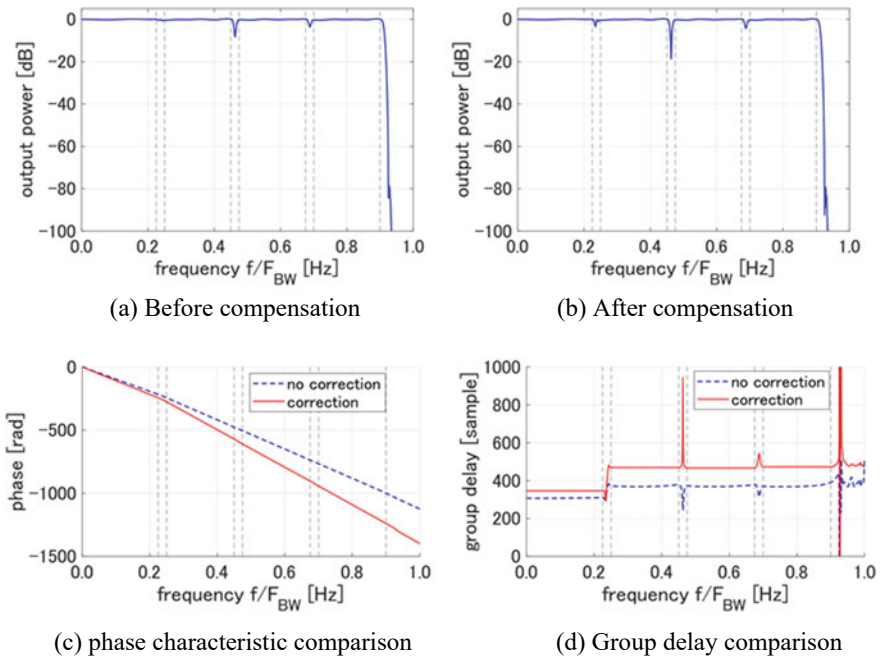 0
-20
-40
-60
-80
-100
output power [dB]
0.0 0.2 0.4 0.6 0.8 1.0
frequency f/F_BW [Hz]
(a) Before compensation
0
-20
-40
-60
-80
-100
output power [dB]
0.0 0.2 0.4 0.6 0.8 1.0
frequency f/F_BW [Hz]
(b) After compensation
0
-500
-1000
-1500
phase [rad]
no correction
correction
0.0 0.2 0.4 0.6 0.8 1.0
frequency f/F_BW [Hz]
(c) phase characteristic comparison
1000
800
600
400
200
0
group delay [sample]
no correction
correction
0.0 0.2 0.4 0.6 0.8 1.0
frequency f/F_BW [Hz]
(d) Group delay comparison